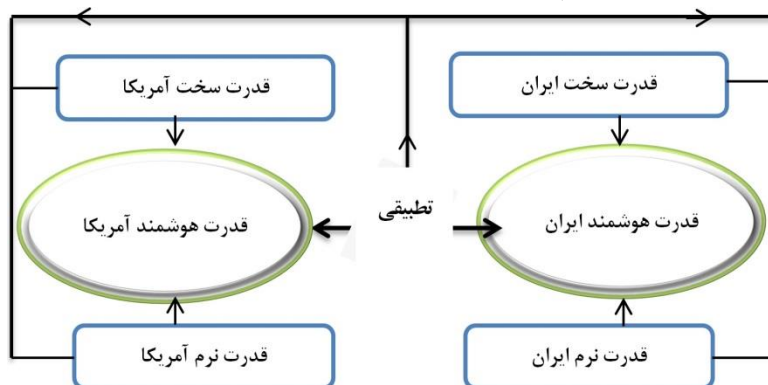 قدرت سخت ایران
قدرت سخت آمریکا
تطبیقی
قدرت هوشمند ایران
قدرت هوشمند آمریکا
قدرت نرم ایران
قدرت نرم آمریکا